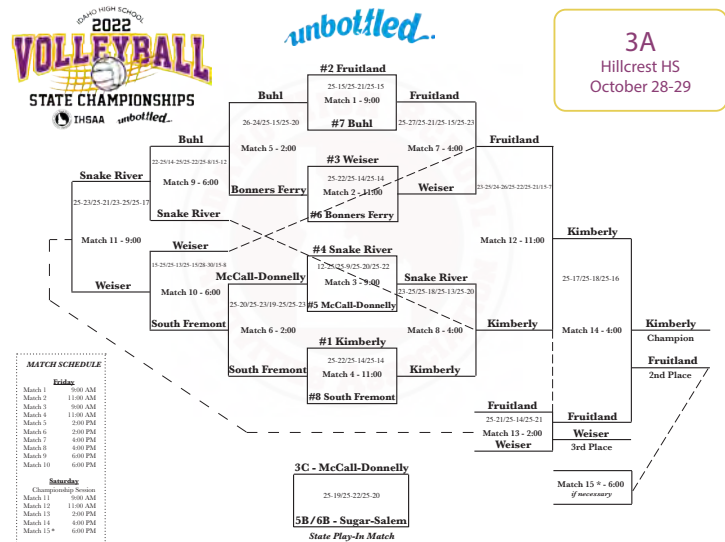 IDAHO HIGH SCHOOL
2022
VOLLEYBALL
STATE CHAMPIONSHIPS
IHSAA unbottled.
unbottled.
3A
Hillcrest HS
October 28-29
#2 Fruitland
25-15/25-21/25-15
Match 1 - 9:00
#7 Buhl
#3 Weiser
25-22/25-14/25-14
Match 2 - 11:00
#6 Bonners Ferry
#4 Snake River
12-25/25-9/25-20/25-22
Match 3 - 9:00
#5 McCall-Donnelly
#1 Kimberly
25-22/25-14/25-14
Match 4 - 11:00
#8 South Fremont
Buhl
26-24/25-15/25-20
Match 5 - 2:00
Bonners Ferry
McCall-Donnelly
25-20/25-23/19-25/25-23
Match 6 - 2:00
South Fremont
Fruitland
25-27/25-21/25-15/25-23
Match 7 - 4:00
Weiser
Snake River
23-25/25-18/25-13/25-20
Match 8 - 4:00
Kimberly
Buhl
22-25/14-25/25-22/25-8/15-12
Match 9 - 6:00
Snake River
Weiser
15-25/25-13/25-15/28-30/15-8
Match 10 - 6:00
South Fremont
Snake River
25-23/25-21/23-25/25-17
Match 11 - 9:00
Weiser
Fruitland
23-25/24-26/25-22/25-21/15-7
Match 12 - 11:00
Kimberly
Kimberly
25-17/25-18/25-16
Match 14 - 4:00
Fruitland
Kimberly
Champion
Fruitland
2nd Place
Fruitland
25-21/25-14/25-21
Match 13 - 2:00
Weiser
Weiser
3rd Place
Match 15 * - 6:00
if necessary
3C - McCall-Donnelly
25-19/25-22/25-20
5B/6B - Sugar-Salem
State Play-In Match
MATCH SCHEDULE
Friday
Match 1 9:00 AM
Match 2 11:00 AM
Match 3 9:00 AM
Match 4 11:00 AM
Match 5 2:00 PM
Match 6 2:00 PM
Match 7 4:00 PM
Match 8 4:00 PM
Match 9 6:00 PM
Match 10 6:00 PM
Saturday
Championship Session
Match 11 9:00 AM
Match 12 11:00 AM
Match 13 2:00 PM
Match 14 4:00 PM
Match 15 * 6:00 PM